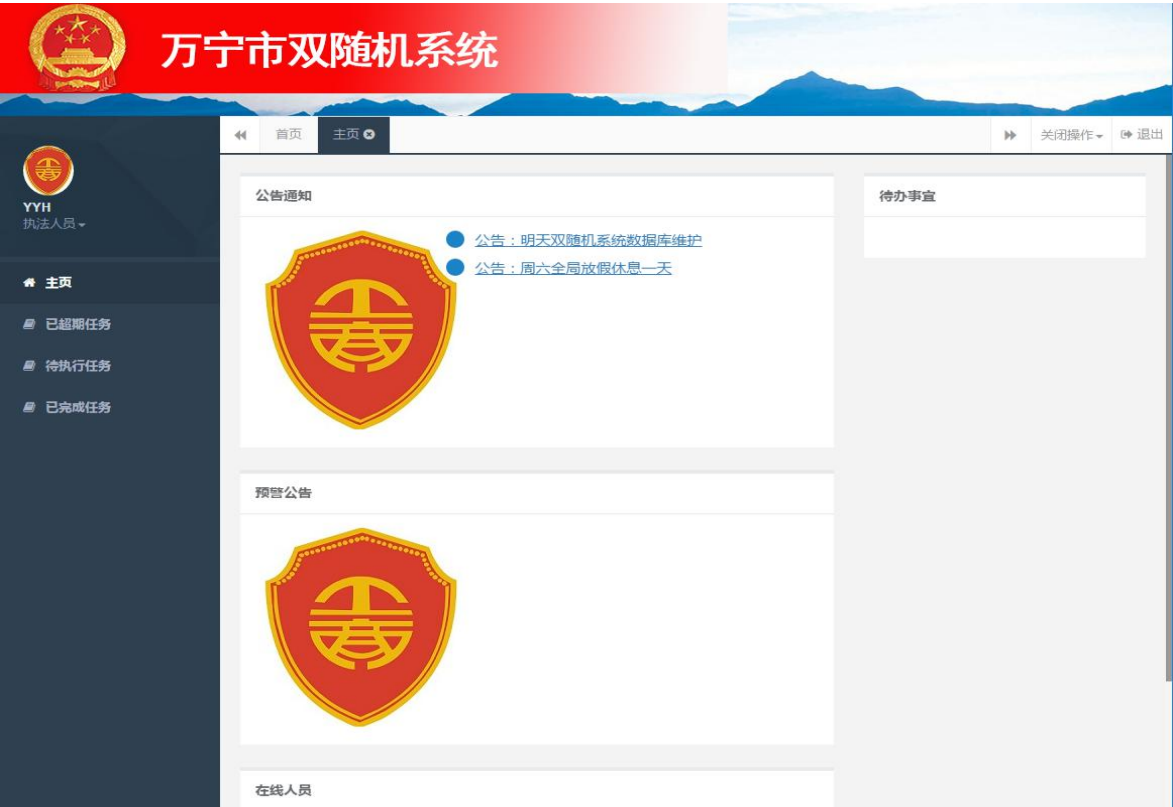 万宁市双随机系统
首页
主页
关闭操作
退出
YYH
执法人员
主页
已超期任务
待执行任务
已完成任务
公告通知
公告：明天双随机系统数据库维护
公告：周六全局放假休息一天
待办事宜
预警公告
在线人员